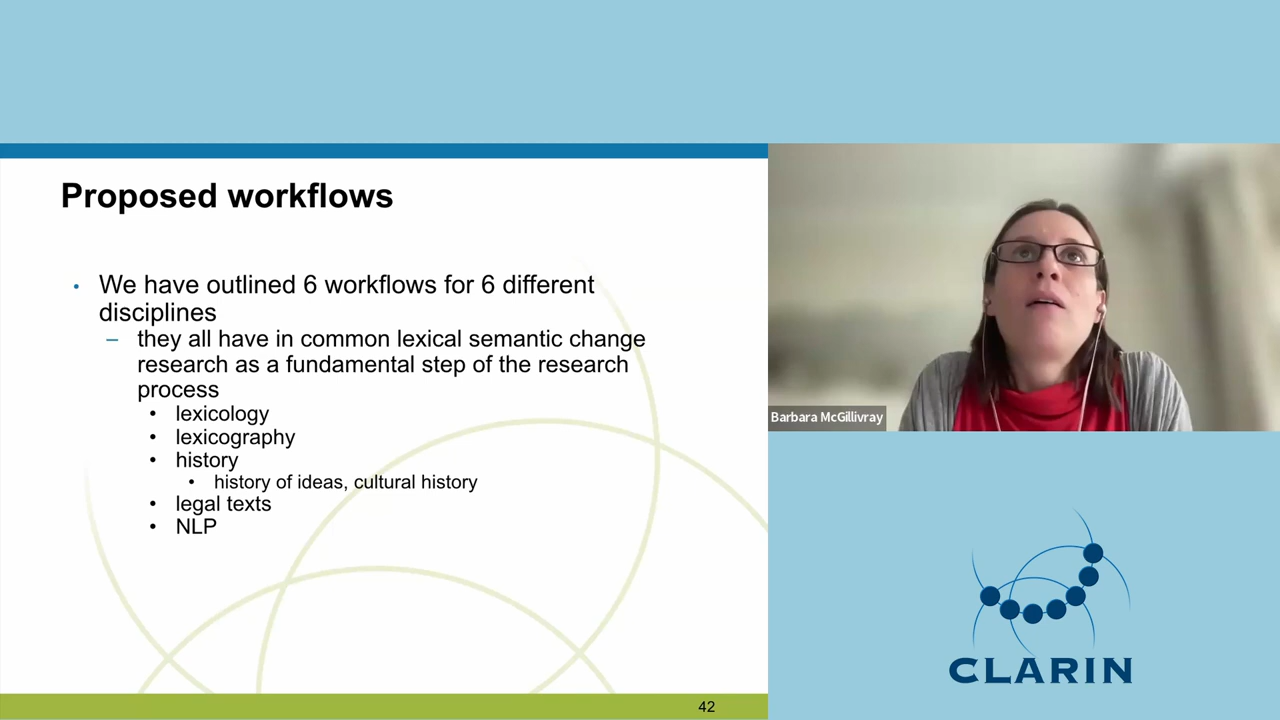 Proposed workflows
• We have outlined 6 workflows for 6 different
disciplines
– they all have in common lexical semantic change
research as a fundamental step of the research
process
• lexicology
• lexicography
• history
• history of ideas, cultural history
• legal texts
• NLP
42
Barbara McGillivray
CLARIN